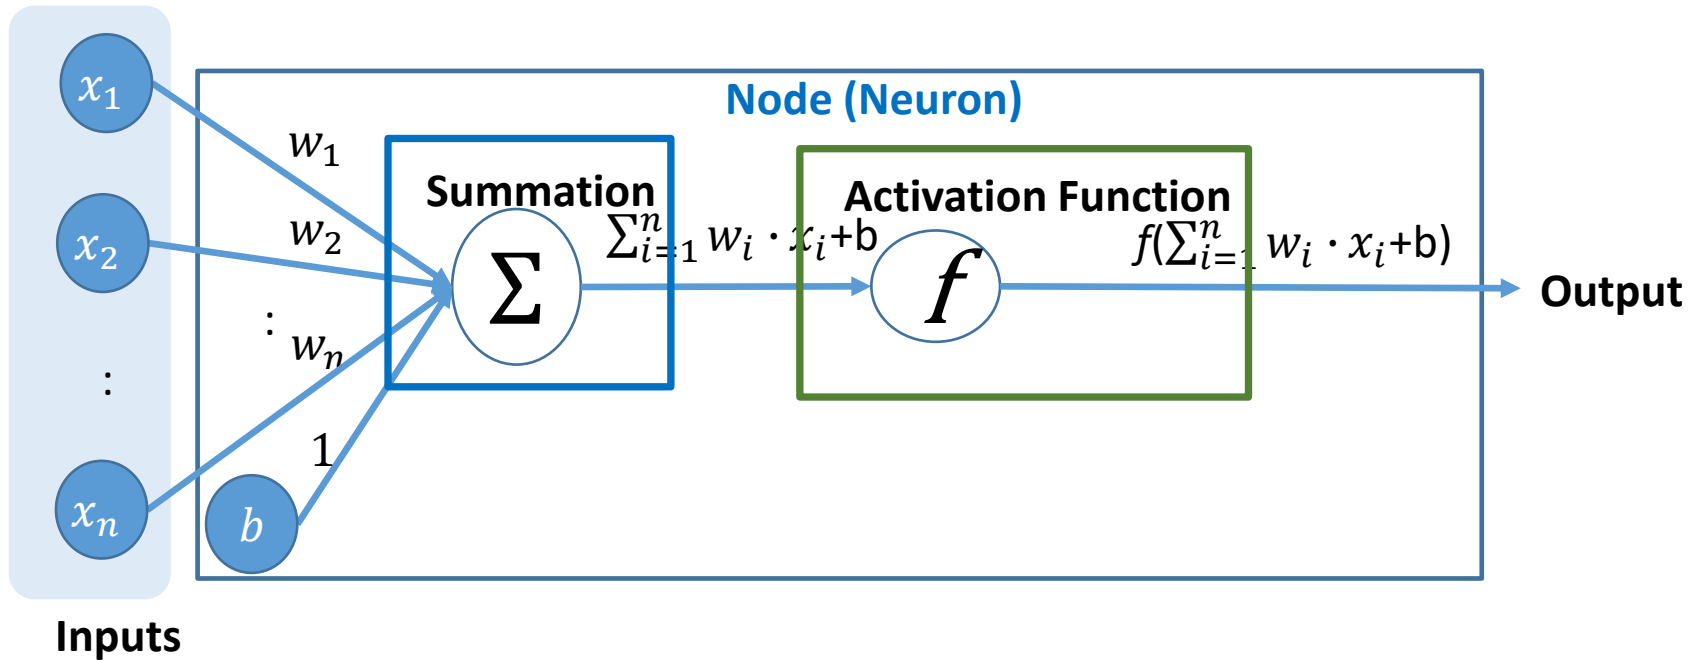 Node (Neuron)
x₁
w₁
Summation
Activation Function
x₂
w₂
∑ⁿᵢ₌₁ wᵢ · xᵢ+b
f(∑ⁿᵢ₌₁ wᵢ · xᵢ+b)
∑
f
Output
:
wₙ
:
1
xₙ
b
Inputs